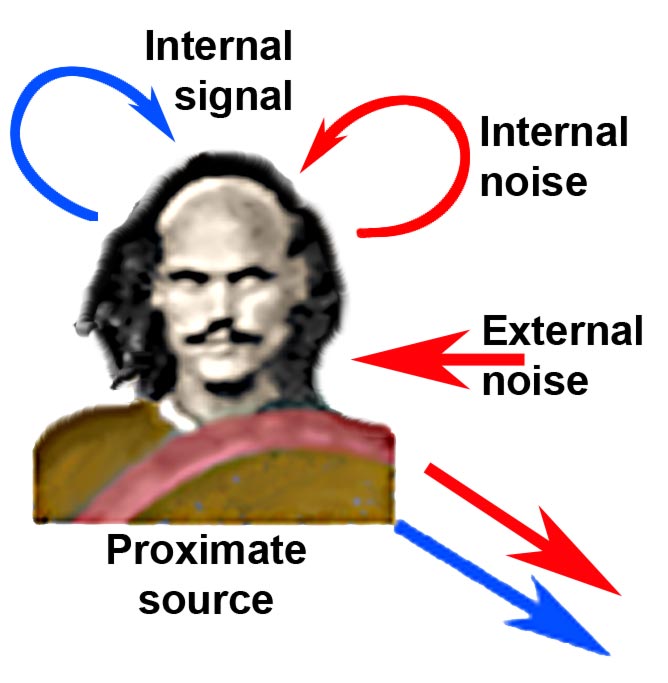 Internal
signal
Internal
noise
External
noise
Proximate
source